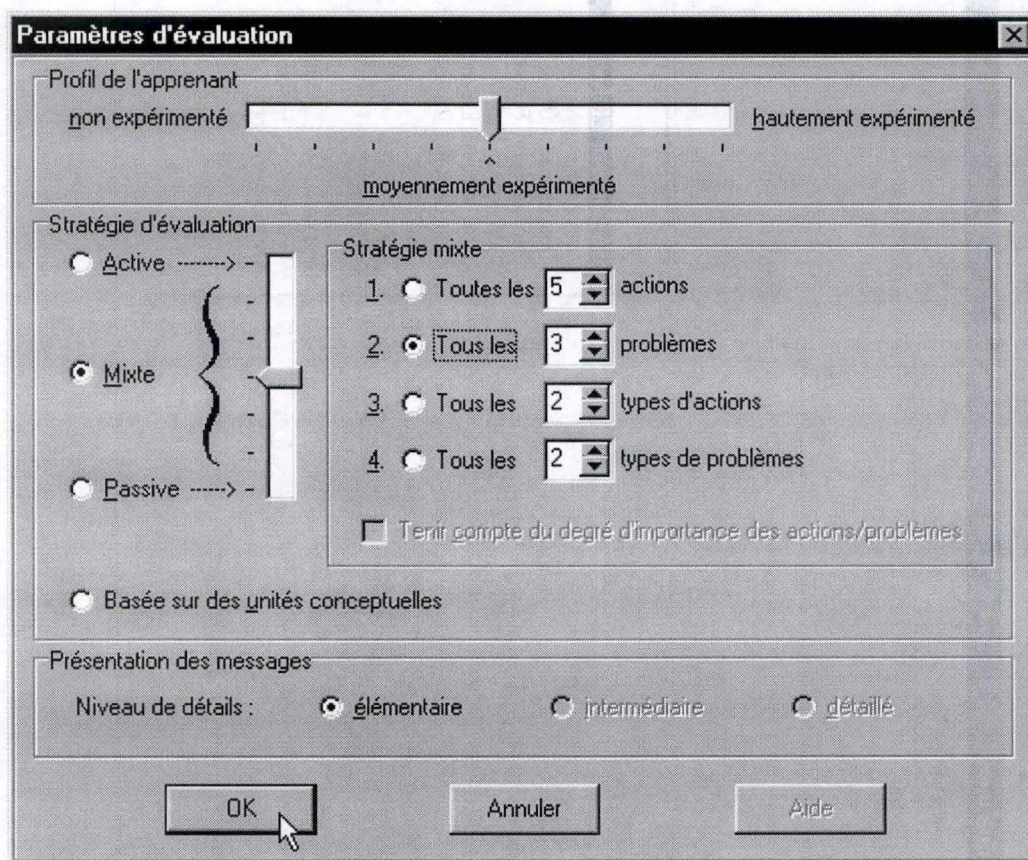 Paramètres d'évaluation
Profil de l'apprenant
non expérimenté
hautement expérimenté
moyennement expérimenté
Stratégie d'évaluation
Active ------->
Mixte
Passive ----->
Stratégie mixte
1. Toutes les 5 actions
2. Tous les 3 problèmes
3. Tous les 2 types d'actions
4. Tous les 2 types de problèmes
Tenir compte du degré d'importance des actions/problèmes
Basée sur des unités conceptuelles
Présentation des messages
Niveau de détails : élémentaire intermédiaire détaillé
OK Annuler Aide